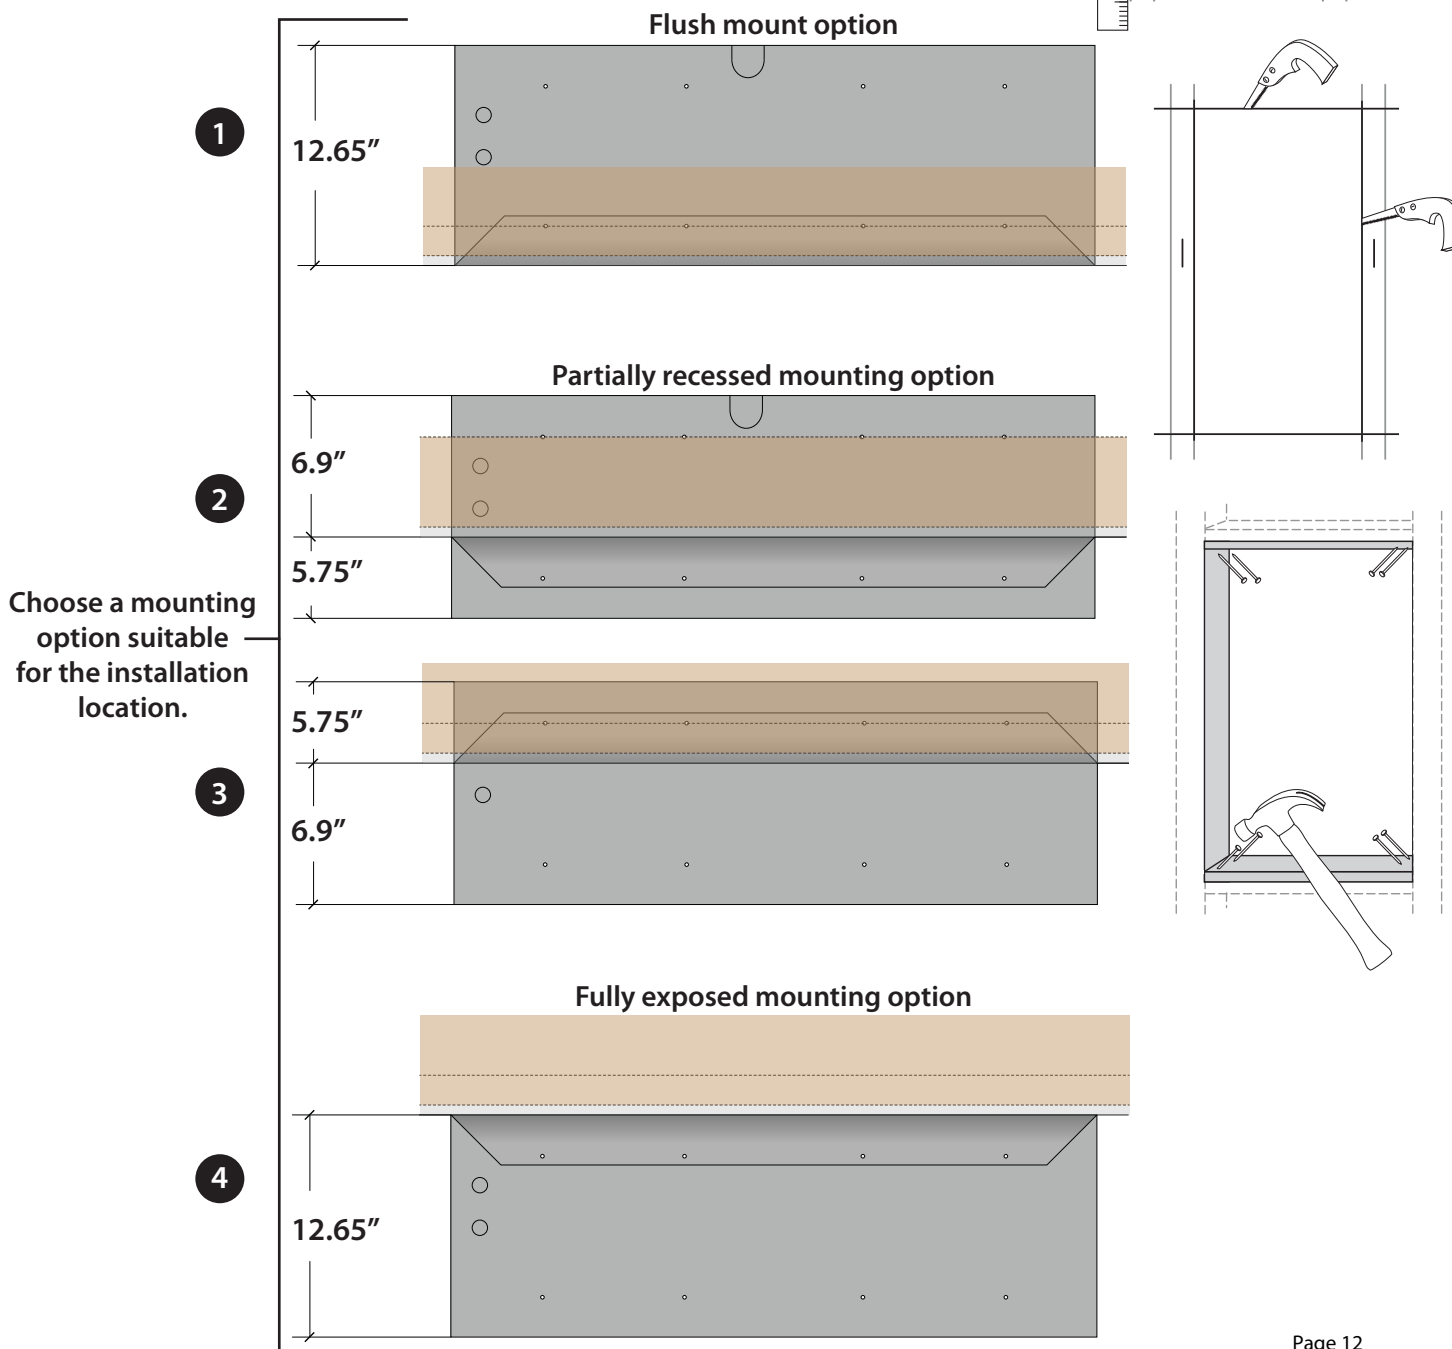 Flush mount option
1
12.65”
Partially recessed mounting option
6.9”
2
5.75”
Choose a mounting
option suitable
for the installation
location.
5.75”
3
6.9”
Fully exposed mounting option
4
12.65”
Page 12